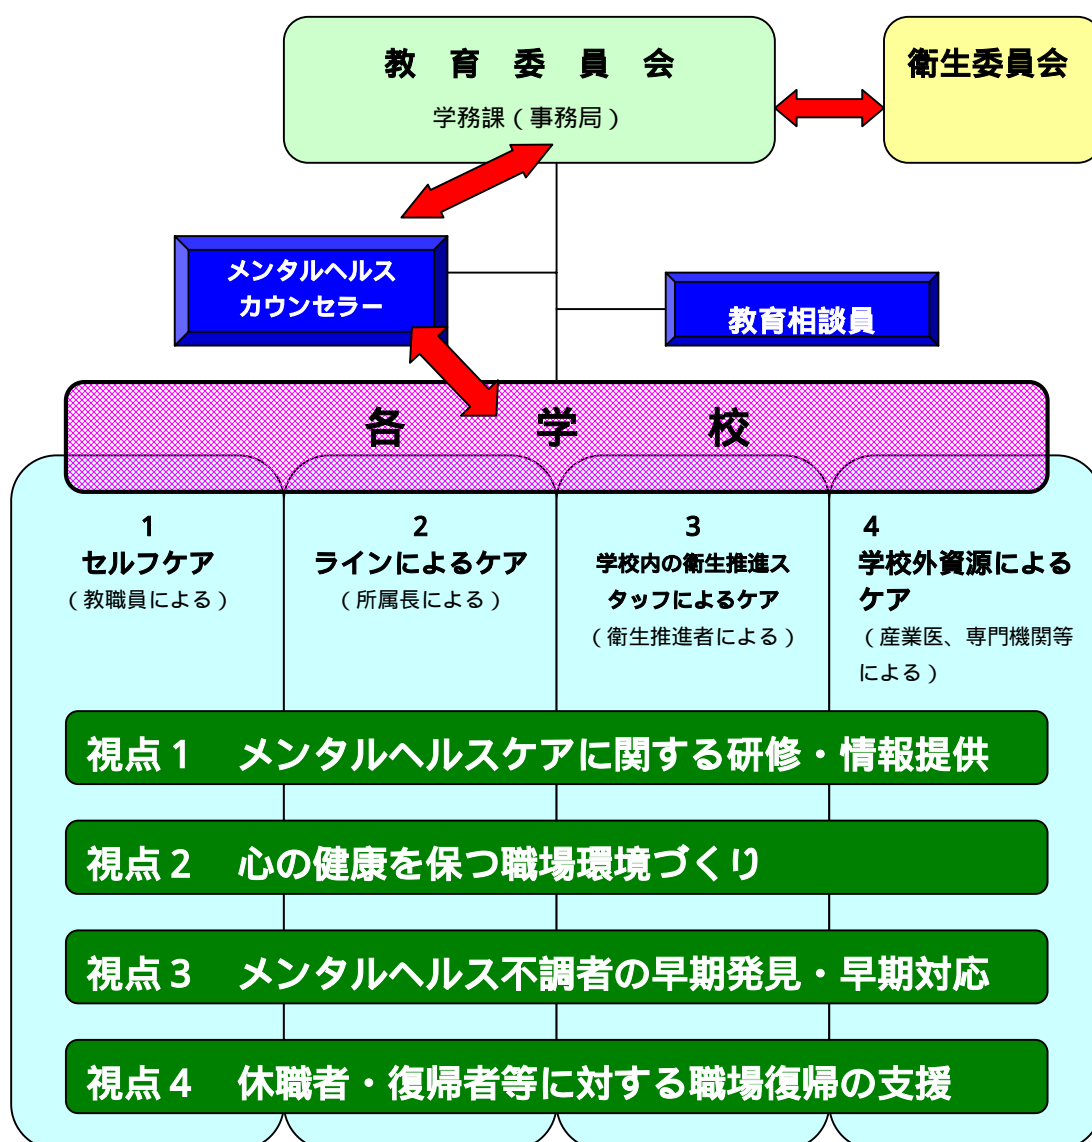 教　育　委　員　会
学務課（事務局）
衛生委員会
メンタルヘルス
カウンセラー
教育相談員
各　学　校
1
セルフケア
（教職員による）
2
ラインによるケア
（所属長による）
3
学校内の衛生推進ス
タッフによるケア
（衛生推進者による）
4
学校外資源による
ケア
（産業医、専門機関等
による）
視点１　メンタルヘルスケアに関する研修・情報提供
視点２　心の健康を保つ職場環境づくり
視点３　メンタルヘルス不調者の早期発見・早期対応
視点４　休職者・復帰者等に対する職場復帰の支援